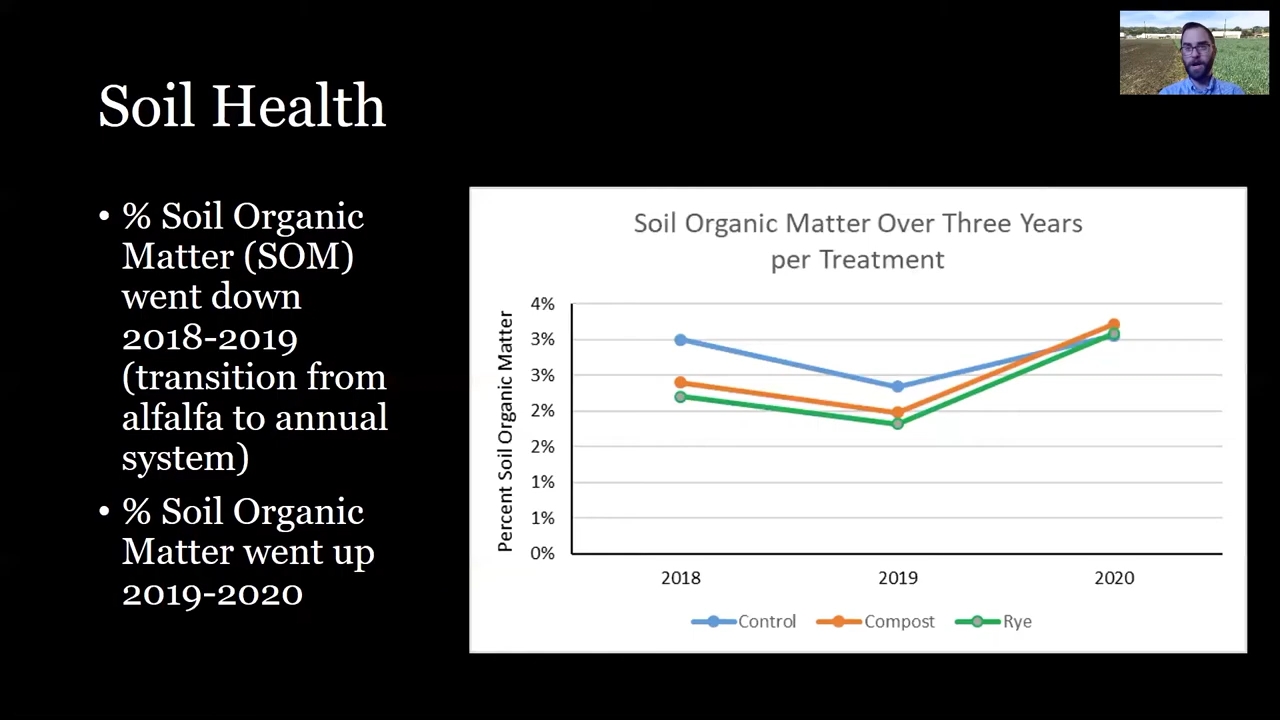 Soil Health
• % Soil Organic
Matter (SOM)
went down
2018-2019
(transition from
alfalfa to annual
system)
• % Soil Organic
Matter went up
2019-2020
Soil Organic Matter Over Three Years
per Treatment
Percent Soil Organic Matter
4%
3%
3%
2%
2%
1%
1%
0%
2018 2019 2020
Control Compost Rye